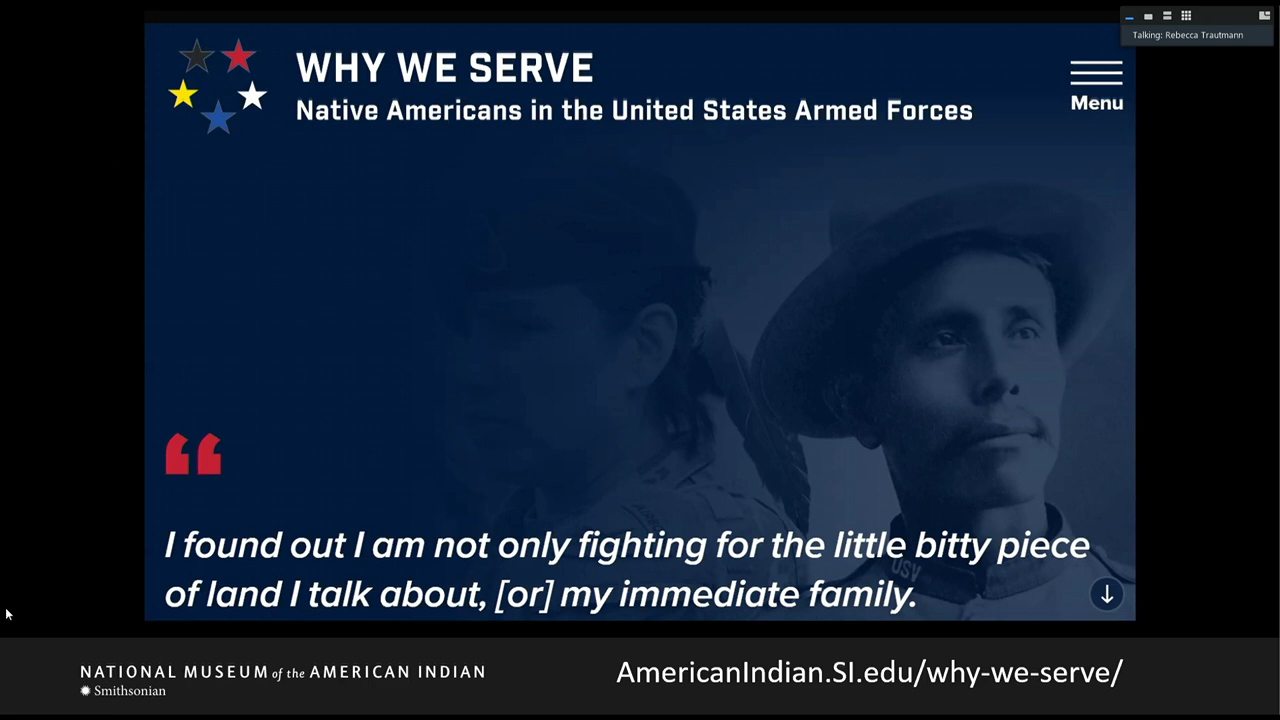 Talking: Rebecca Trautmann
WHY WE SERVE
Native Americans in the United States Armed Forces
Menu
“
I found out I am not only fighting for the little bitty piece
of land I talk about, [or] my immediate family.
USV
NATIONAL MUSEUM of the AMERICAN INDIAN
Smithsonian
AmericanIndian.SI.edu/why-we-serve/